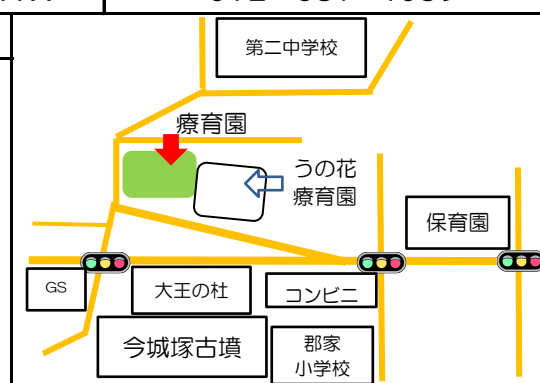 第二中学校
療育園
うの花
療育園
保育園
GS
大王の杜
コンビニ
今城塚古墳
郡家
小学校